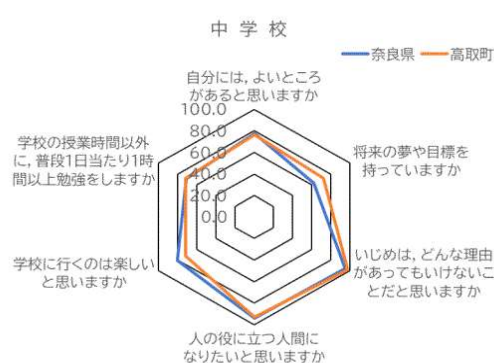 中学校
奈良県 高取町
自分には,よいところ
があると思いますか
100.0
80.0
60.0
40.0
20.0
0.0
将来の夢や目標を
持っていますか
いじめは,どんな理由
があってもいけないこ
とだと思いますか
人の役に立つ人間に
なりたいと思いますか
学校に行くのは楽しい
と思いますか
学校の授業時間以外
に,普段1日当たり1時
間以上勉強をしますか